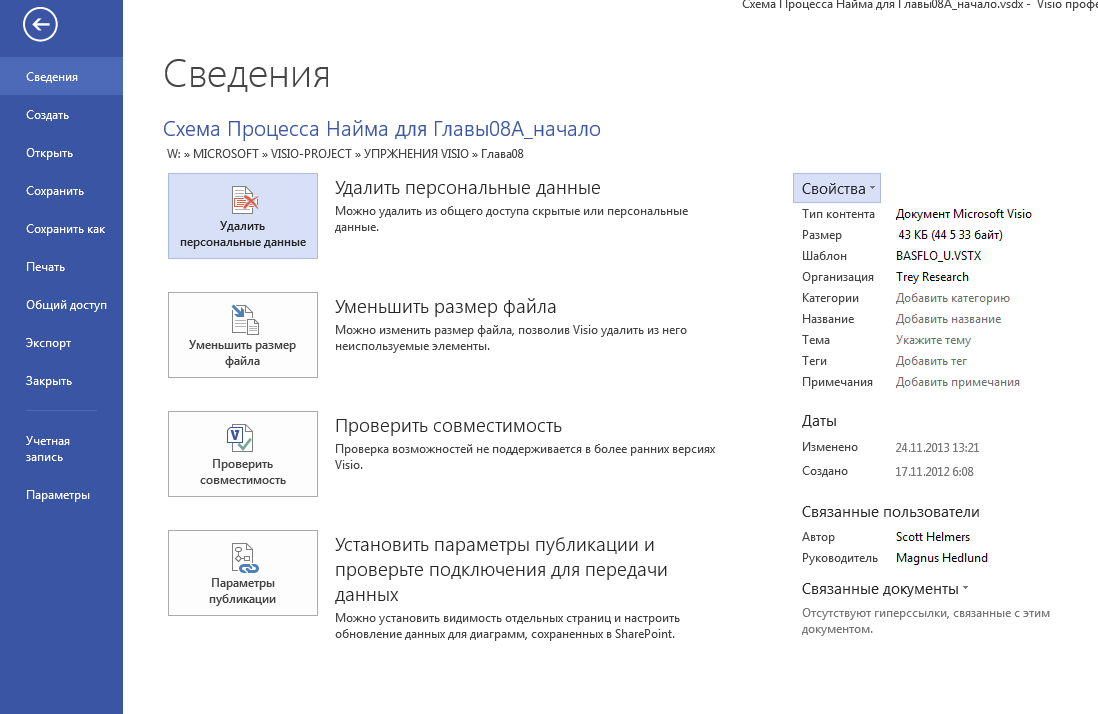 Схема Процесса Найма для Главы08А_начало.vsdx - Visio профе
Сведения
Создать
Открыть
Сохранить
Сохранить как
Печать
Общий доступ
Экспорт
Закрыть
Учетная
запись
Параметры
Сведения
Схема Процесса Найма для Главы08А_начало
W: » MICROSOFT » VISIO-PROJECT » УПРЖНЕНИЯ VISIO » Глава08
Удалить
персональные данные
Удалить персональные данные
Можно удалить из общего доступа скрытые или персональные
данные.
Уменьшить размер
файла
Уменьшить размер файла
Можно изменить размер файла, позволив Visio удалить из него
неиспользуемые элементы.
Проверить
совместимость
Проверить совместимость
Проверка возможностей не поддерживается в более ранних версиях
Visio.
Параметры
публикации
Установить параметры публикации и
проверьте подключения для передачи
данных
Можно установить видимость отдельных страниц и настроить
обновление данных для диаграмм, сохраненных в SharePoint.
Свойства
Тип контента Документ Microsoft Visio
Размер 43 КБ (44 5 33 байт)
Шаблон BASFLO_U.VSTX
Организация Trey Research
Категории Добавить категорию
Название Добавить название
Тема Укажите тему
Теги Добавить тег
Примечания Добавить примечания
Даты
Изменено 24.11.2013 13:21
Создано 17.11.2012 6:08
Связанные пользователи
Автор Scott Helmers
Руководитель Magnus Hedlund
Связанные документы
Отсутствуют гиперссылки, связанные с этим
документом.